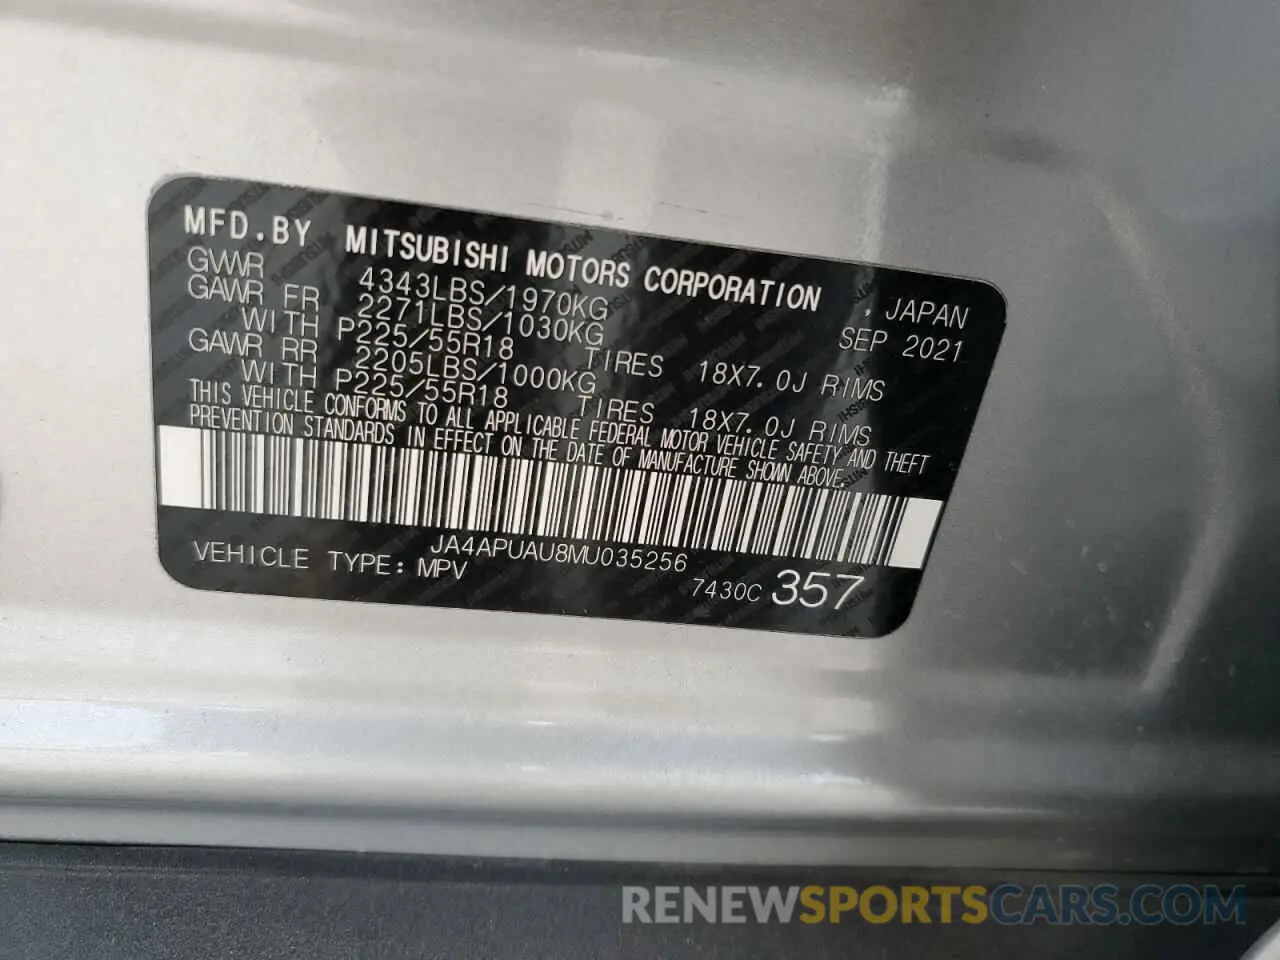 MFD.BY MITSUBISHI MOTORS CORPORATION , JAPAN
GVWR 4343LBS/1970KG SEP 2021
GAWR FR 2271LBS/1030KG
WITH P225/55R18 TIRES 18X7.0J RIMS
GAWR RR 2205LBS/1000KG
WITH P225/55R18 TIRES 18X7.0J RIMS
THIS VEHICLE CONFORMS TO ALL APPLICABLE FEDERAL MOTOR VEHICLE SAFETY AND THEFT
PREVENTION STANDARDS IN EFFECT ON THE DATE OF MANUFACTURE SHOWN ABOVE.
JA4APUAU8MU035256
VEHICLE TYPE: MPV 7430C 357
RENEWSPORTSCARS.COM